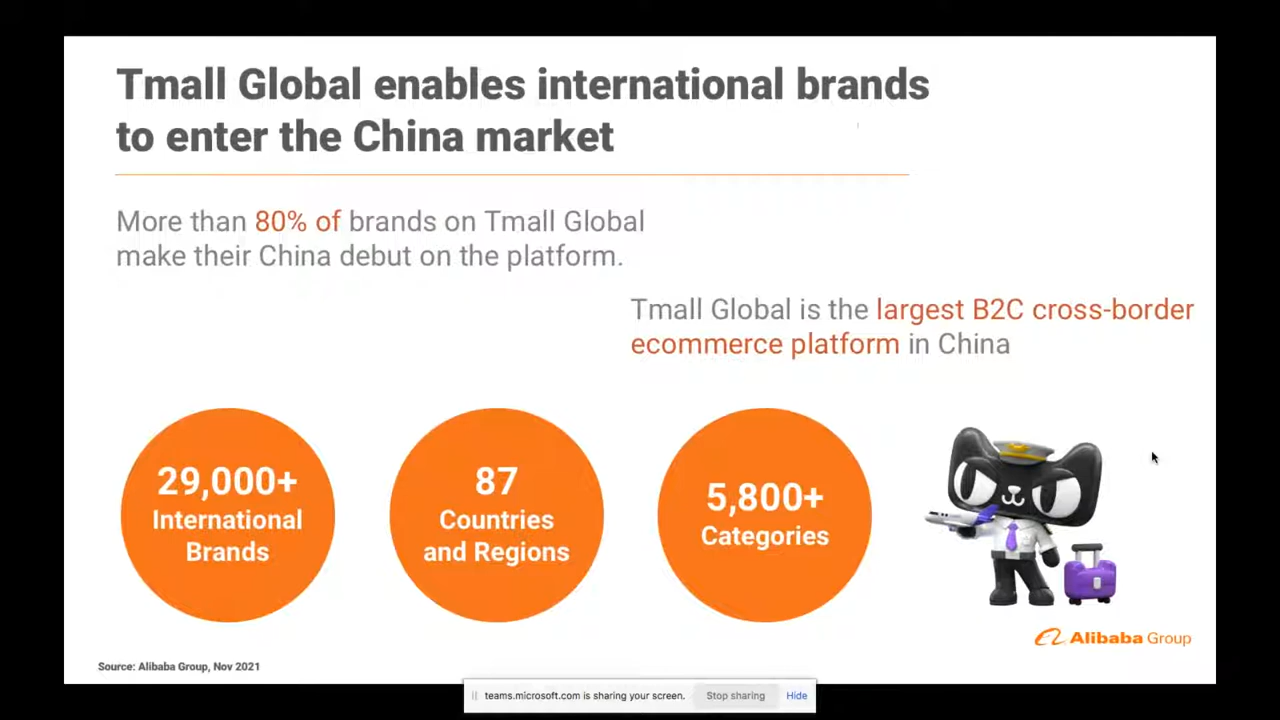 Tmall Global enables international brands
to enter the China market
More than 80% of brands on Tmall Global
make their China debut on the platform.
Tmall Global is the largest B2C cross-border
ecommerce platform in China
29,000+
International
Brands
87
Countries
and Regions
5,800+
Categories
Alibaba Group
Source: Alibaba Group, Nov 2021
teams.microsoft.com is sharing your screen. Stop sharing Hide